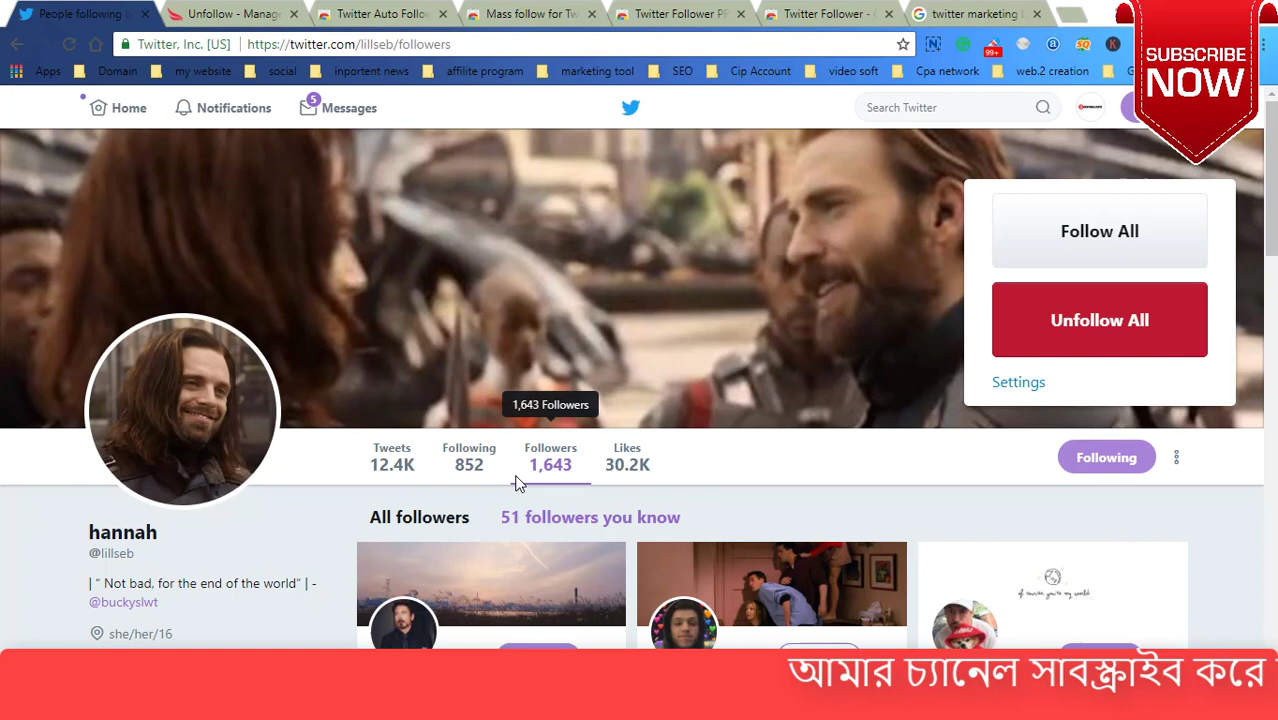 People following h
Unfollow - Manage
Twitter Auto Follow
Mass follow for Tw
Twitter Follower PR
Twitter Follower - C
twitter marketing
Twitter, Inc. [US] https://twitter.com/lillseb/followers
99+
Apps Domain my website social inportent news affilite program marketing tool SEO Cip Account video soft Cpa network web.2 creation
SUBSCRIBE
NOW
Home Notifications 5 Messages Search Twitter
Follow All
Unfollow All
Settings
1,643 Followers
Tweets Following Followers Likes
12.4K 852 1,643 30.2K
Following
All followers 51 followers you know
hannah
@lillseb
| “ Not bad, for the end of the world” | -
@buckyslwt
she/her/16
আমার চ্যানেল সাবস্ক্রাইব করে